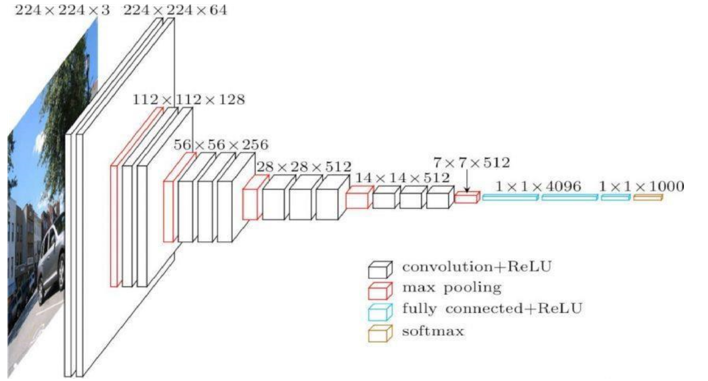 224×224×3
224×224×64
112×112×128
56×56×256
28×28×512
14×14×512
7×7×512
1×1×4096
1×1×1000
convolution+ReLU
max pooling
fully connected+ReLU
softmax